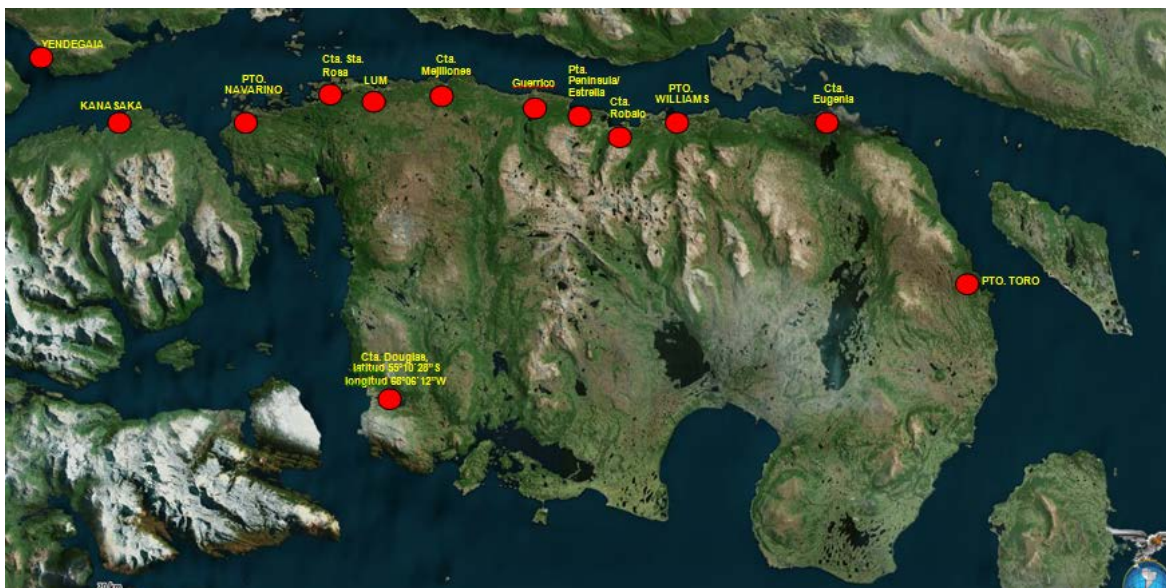 YENDEGAIA
KANASAKA
PTO.
NAVARINO
Cta. Sta.
Rosa
LUM
Cta.
Mejillones
Guerrico
Pta.
Peninsula/
Estrella
Cta.
Robalo
PTO.
WILLIAMS
Cta.
Eugenia
PTO. TORO
Cta. Douglas,
latitud 55°10´28"S
longitud 68°06´12"W